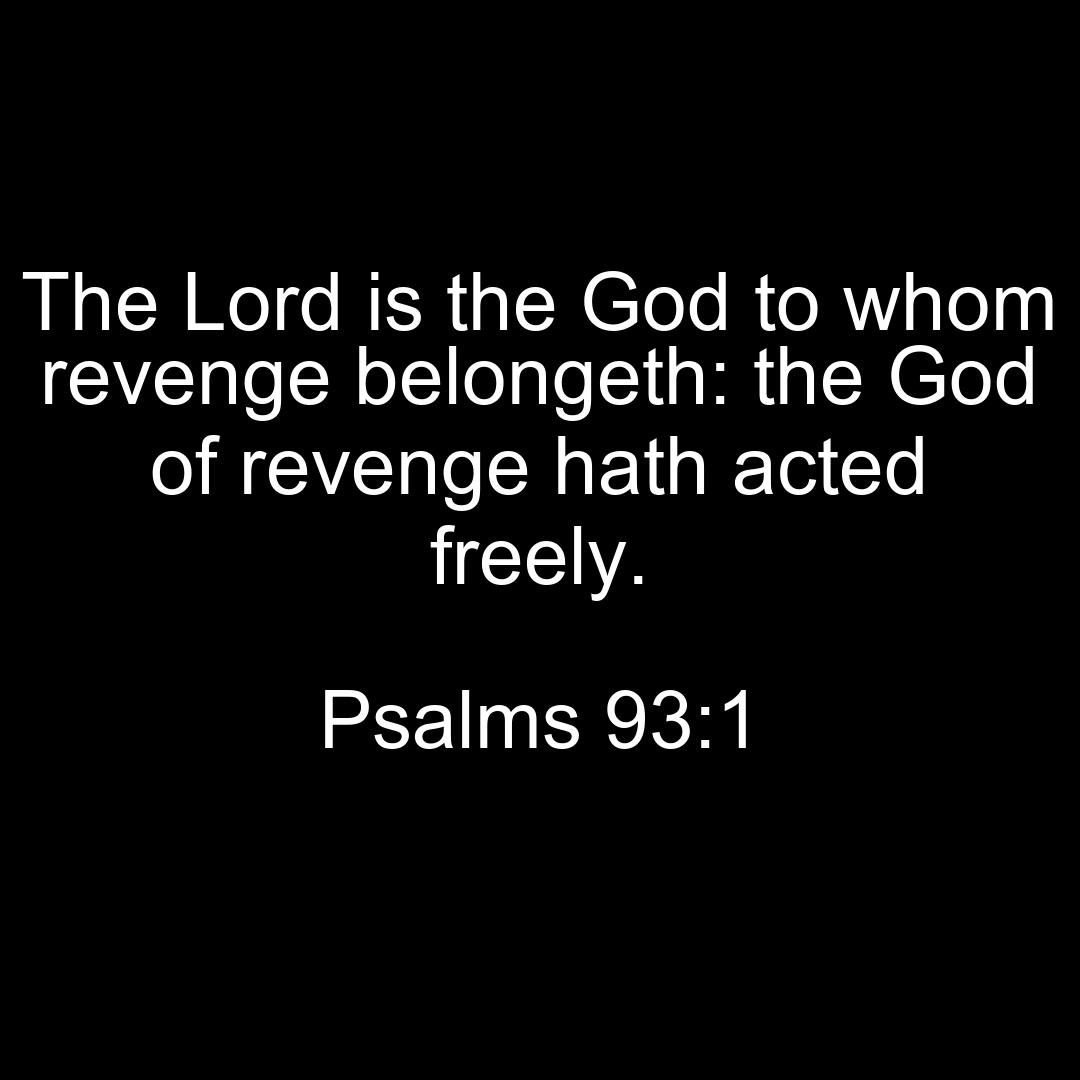 The Lord is the God to whom
revenge belongeth: the God
of revenge hath acted
freely.
Psalms 93:1